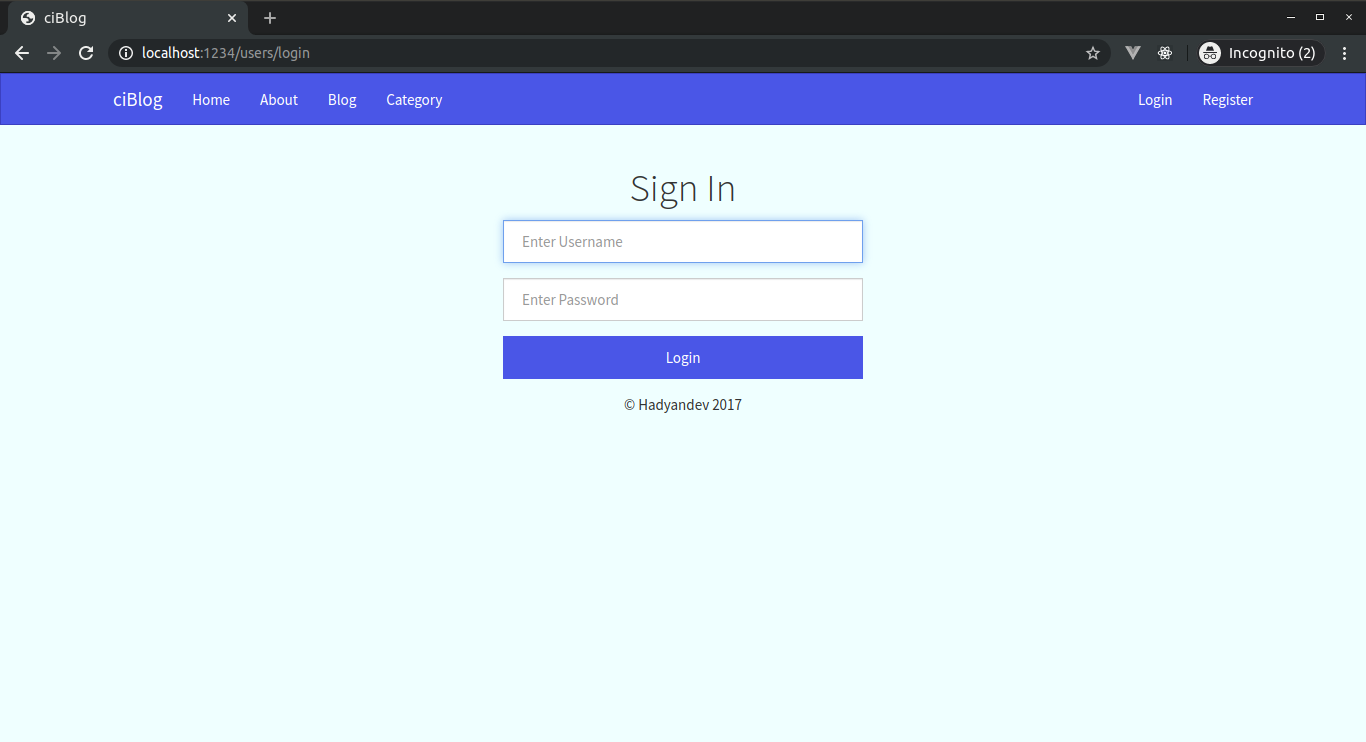 ciBlog
localhost:1234/users/login
Incognito (2)
ciBlog Home About Blog Category Login Register
Sign In
Enter Username
Enter Password
Login
© Hadyandev 2017